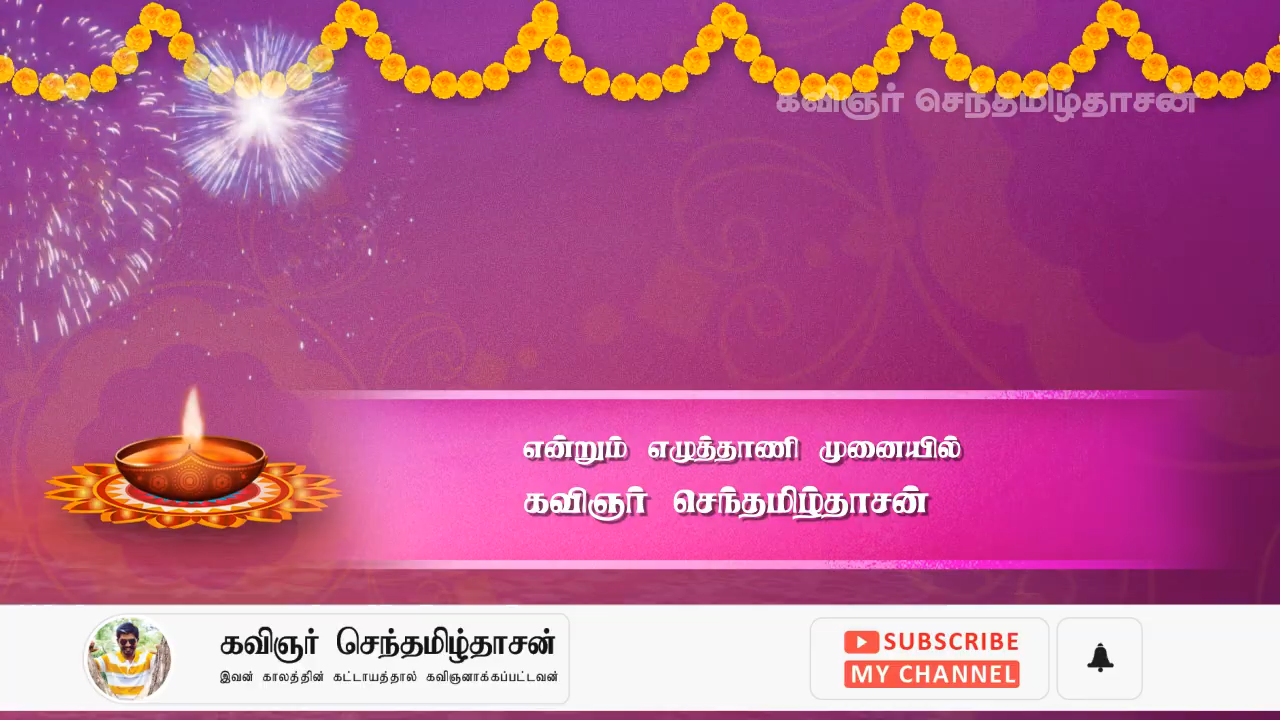 கவிஞர் செந்தமிழ்தாசன்
என்றும் எழுத்தாணி முனையில்
கவிஞர் செந்தமிழ்தாசன்
கவிஞர் செந்தமிழ்தாசன்
இவன் காலத்தின் கட்டாயத்தால் கவிஞனாக்கப்பட்டவன்
SUBSCRIBE
MY CHANNEL